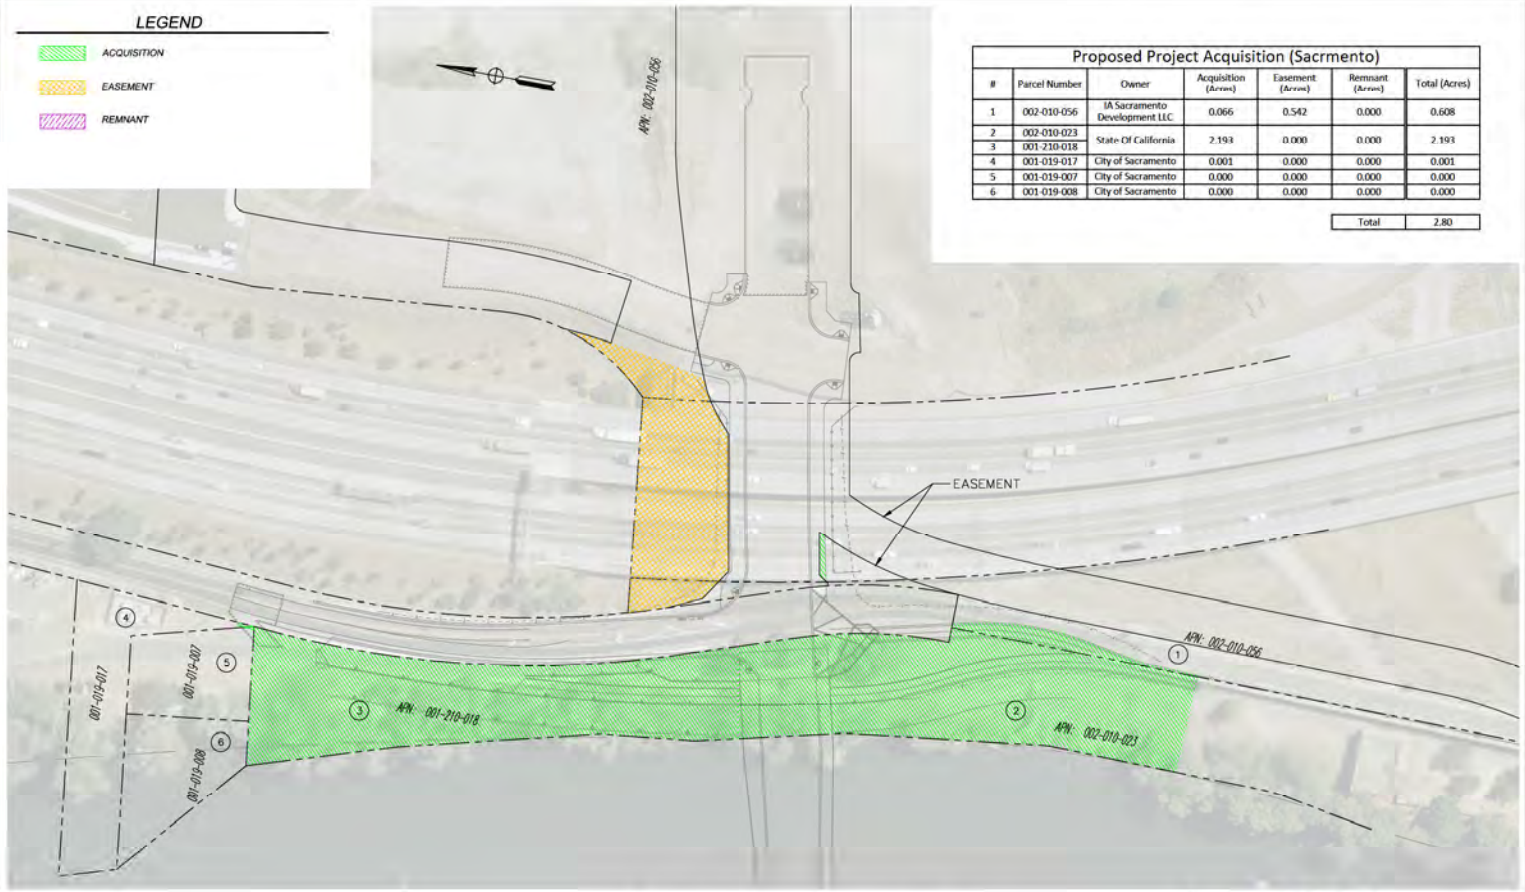 LEGEND
ACQUISITION
EASEMENT
REMNANT
APN: 002-010-056
Proposed Project Acquisition (Sacrmento)
# Parcel Number Owner Acquisition (Acres) Easement (Acres) Remnant (Acres) Total (Acres)
1 002-010-056 IA Sacramento Development LLC 0.066 0.542 0.000 0.608
2 002-010-023
State Of California 2.193 0.000 0.000 2.193
3 001-210-018
4 001-019-017 City of Sacramento 0.001 0.000 0.000 0.001
5 001-019-007 City of Sacramento 0.000 0.000 0.000 0.000
6 001-019-008 City of Sacramento 0.000 0.000 0.000 0.000
Total 2.80
EASEMENT
4
001-019-017
001-019-007
5
6
001-019-008
3
APN: 001-210-018
2
APN: 002-010-023
1
APN: 002-010-056